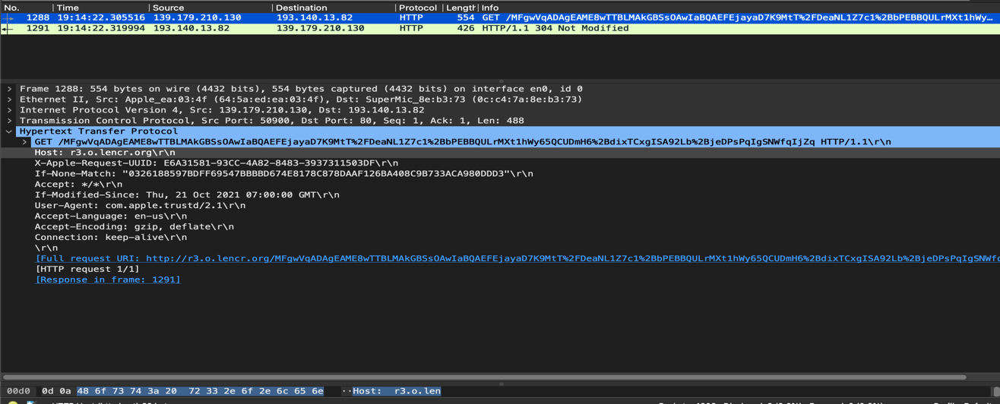 No. Time Source Destination Protocol Length Info
1288 19:14:22.305516 139.179.210.130 193.140.13.82 HTTP 554 GET /MFgwVqADAgEAME8wTTBLMAkGBSsOAwIaBQAEFEjayaD7K9MtT%2FDeaNL1Z7c1%2BbPEBBQULrMXt1hWy…
1291 19:14:22.319994 193.140.13.82 139.179.210.130 HTTP 426 HTTP/1.1 304 Not Modified
Frame 1288: 554 bytes on wire (4432 bits), 554 bytes captured (4432 bits) on interface en0, id 0
Ethernet II, Src: Apple_ea:03:4f (64:5a:ed:ea:03:4f), Dst: SuperMic_8e:b3:73 (0c:c4:7a:8e:b3:73)
Internet Protocol Version 4, Src: 139.179.210.130, Dst: 193.140.13.82
Transmission Control Protocol, Src Port: 50900, Dst Port: 80, Seq: 1, Ack: 1, Len: 488
Hypertext Transfer Protocol
GET /MFgwVqADAgEAME8wTTBLMAkGBSsOAwIaBQAEFEjayaD7K9MtT%2FDeaNL1Z7c1%2BbPEBBQULrMXt1hWy65QCUDmH6%2BdixTCxgISA92Lb%2BjeDPsPqIgSNWfqIjZq HTTP/1.1\r\n
Host: r3.o.lencr.org\r\n
X-Apple-Request-UUID: E6A31581-93CC-4A82-8483-3937311503DF\r\n
If-None-Match: "0326188597BDFF69547BBBBD674E8178C878DAAF126BA408C9B733ACA980DDD3"\r\n
Accept: */*\r\n
If-Modified-Since: Thu, 21 Oct 2021 07:00:00 GMT\r\n
User-Agent: com.apple.trustd/2.1\r\n
Accept-Language: en-us\r\n
Accept-Encoding: gzip, deflate\r\n
Connection: keep-alive\r\n
\r\n
[Full request URI: http://r3.o.lencr.org/MFgwVqADAgEAME8wTTBLMAkGBSsOAwIaBQAEFEjayaD7K9MtT%2FDeaNL1Z7c1%2BbPEBBQULrMXt1hWy65QCUDmH6%2BdixTCxgISA92Lb%2BjeDPsPqIgSNWfq
[HTTP request 1/1]
[Response in frame: 1291]
00d0 0d 0a 48 6f 73 74 3a 20 72 33 2e 6f 2e 6c 65 6e ··Host: r3.o.len